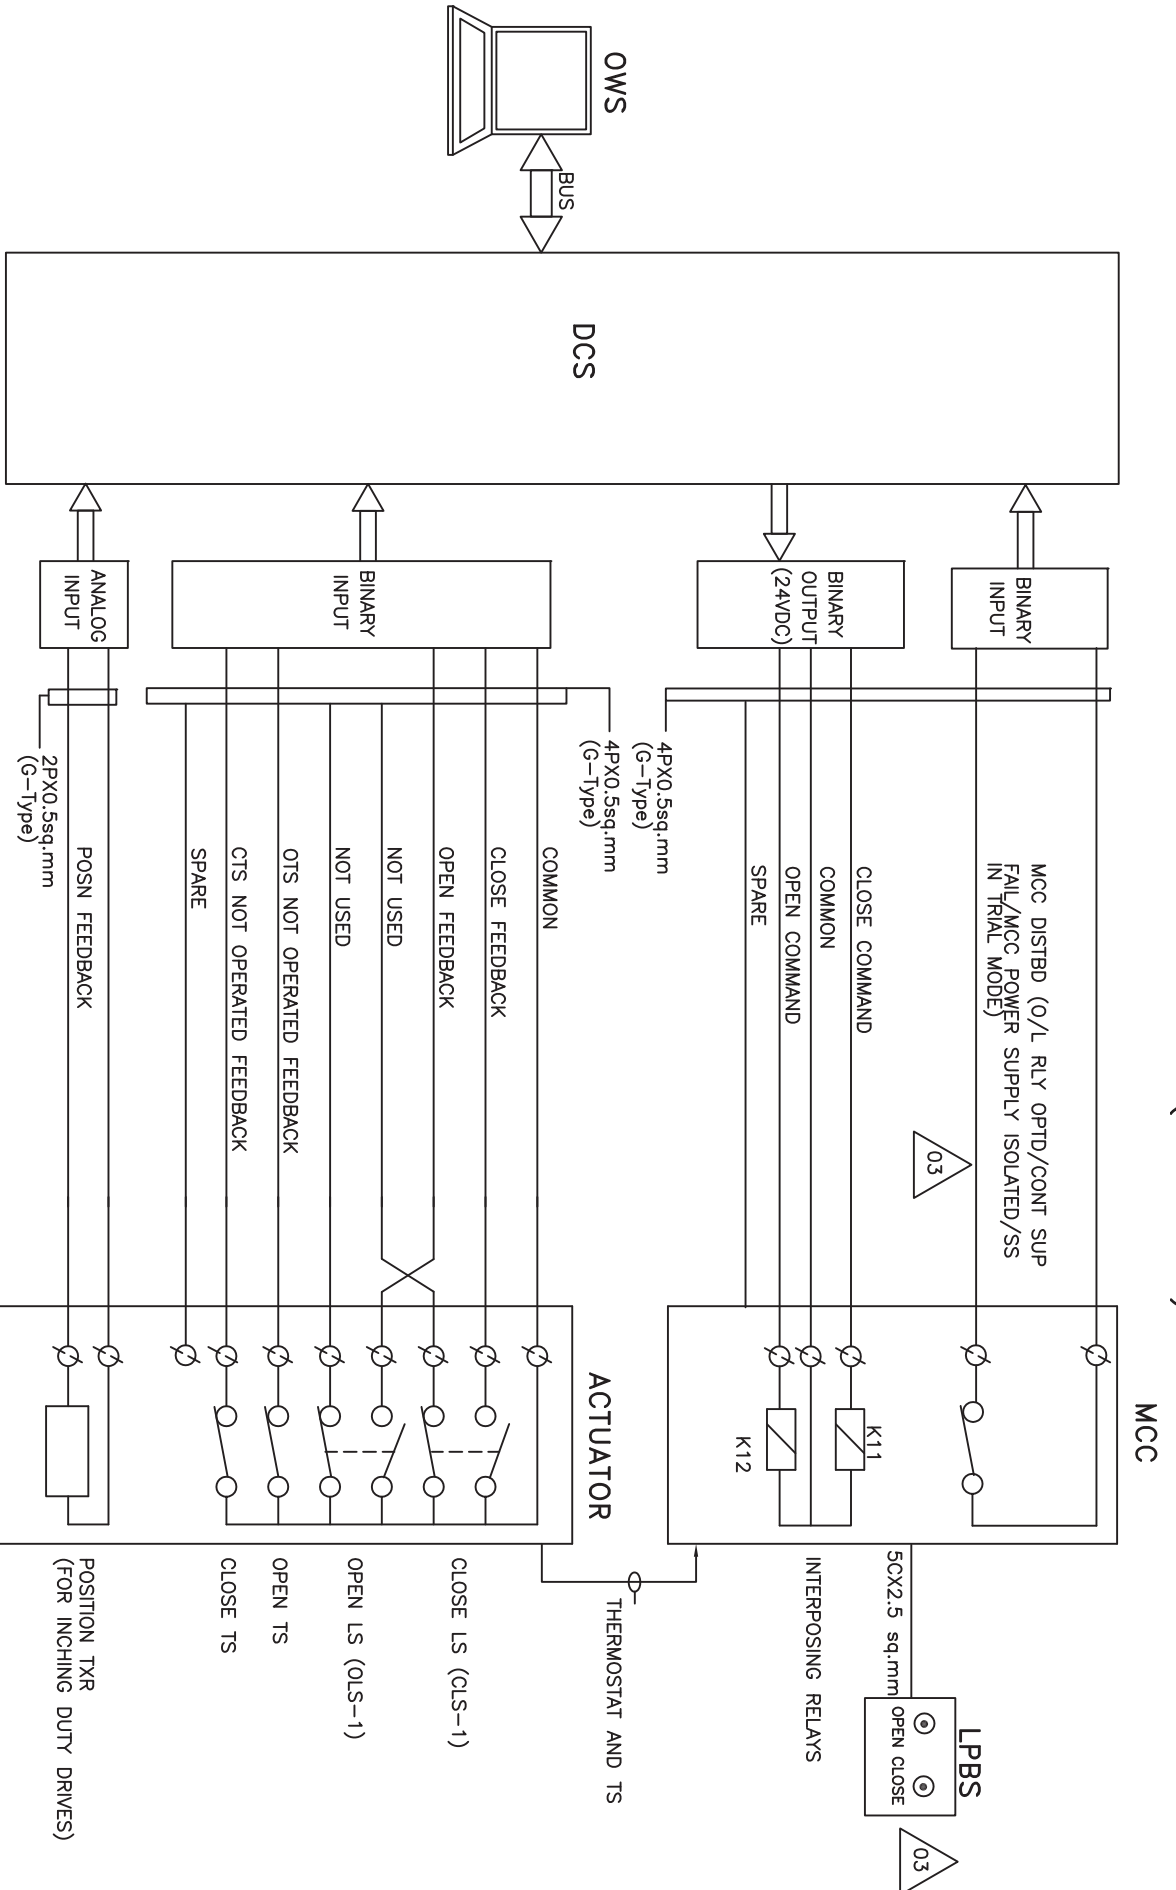 OWS
BUS
DCS
BINARY
INPUT
BINARY
OUTPUT
(24VDC)
BINARY
INPUT
ANALOG
INPUT
4PX0.5sq.mm
(G-Type)
4PX0.5sq.mm
(G-Type)
2PX0.5sq.mm
(G-Type)
MCC DISTBD (O/L RLY OPTD/CONT SUP
FAIL/MCC POWER SUPPLY ISOLATED/SS
IN TRIAL MODE)
03
CLOSE COMMAND
COMMON
OPEN COMMAND
SPARE
COMMON
CLOSE FEEDBACK
OPEN FEEDBACK
NOT USED
NOT USED
OTS NOT OPERATED FEEDBACK
CTS NOT OPERATED FEEDBACK
SPARE
POSN FEEDBACK
MCC
K11
K12
ACTUATOR
LPBS
OPEN CLOSE
03
5CX2.5 sq.mm
INTERPOSING RELAYS
THERMOSTAT AND TS
CLOSE LS (CLS-1)
OPEN LS (OLS-1)
OPEN TS
CLOSE TS
POSITION TXR
(FOR INCHING DUTY DRIVES)